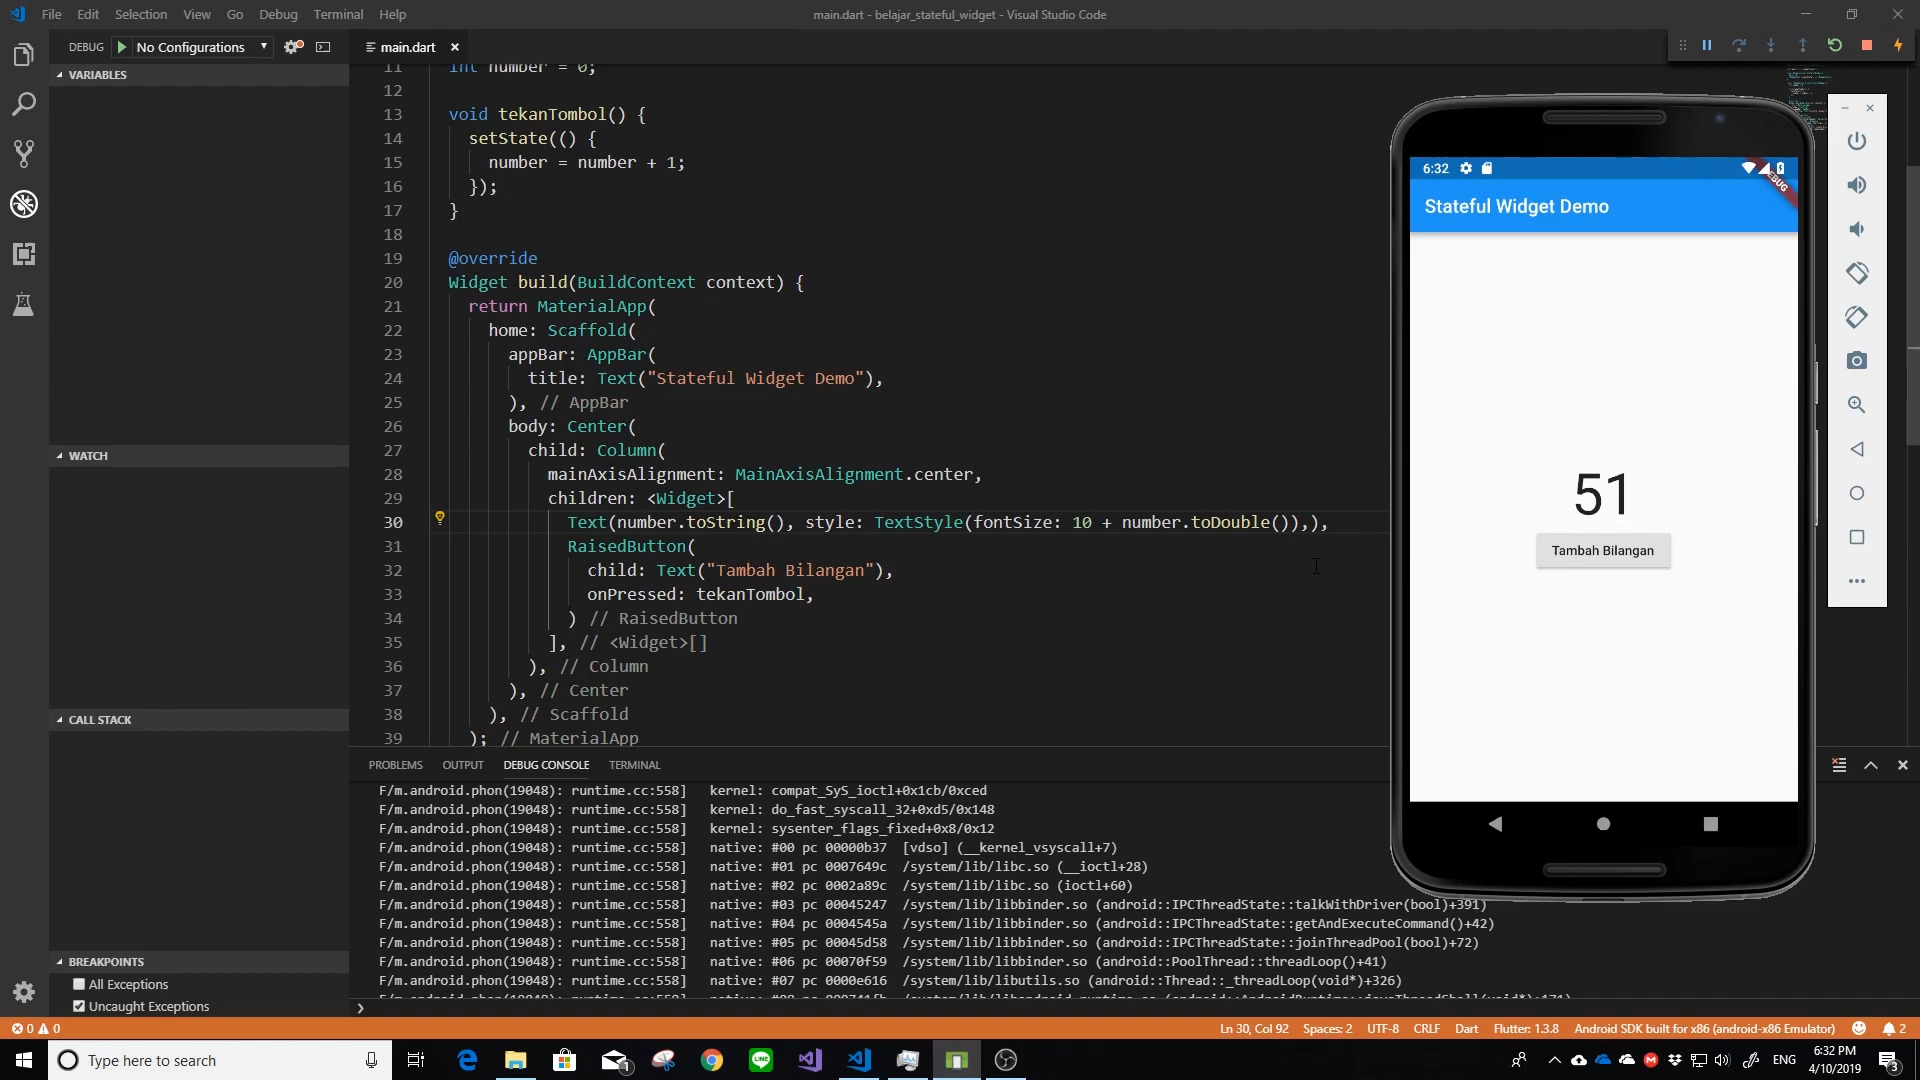 File Edit Selection View Go Debug Terminal Help
main.dart - belajar_stateful_widget - Visual Studio Code
DEBUG No Configurations
main.dart
VARIABLES
WATCH
CALL STACK
BREAKPOINTS
All Exceptions
Uncaught Exceptions
11 int number = 0;
12
13 void tekanTombol() {
14 setState(() {
15 number = number + 1;
16 });
17 }
18
19 @override
20 Widget build(BuildContext context) {
21 return MaterialApp(
22 home: Scaffold(
23 appBar: AppBar(
24 title: Text("Stateful Widget Demo"),
25 ), // AppBar
26 body: Center(
27 child: Column(
28 mainAxisAlignment: MainAxisAlignment.center,
29 children: <Widget>[
30 Text(number.toString(), style: TextStyle(fontSize: 10 + number.toDouble()),),
31 RaisedButton(
32 child: Text("Tambah Bilangan"),
33 onPressed: tekanTombol,
34 ) // RaisedButton
35 ], // <Widget>[]
36 ), // Column
37 ), // Center
38 ), // Scaffold
39 ); // MaterialApp
6:32
DEBUG
Stateful Widget Demo
51
Tambah Bilangan
PROBLEMS OUTPUT DEBUG CONSOLE TERMINAL
F/m.android.phon(19048): runtime.cc:558] kernel: compat_SyS_ioctl+0x1cb/0xced
F/m.android.phon(19048): runtime.cc:558] kernel: do_fast_syscall_32+0xd5/0x148
F/m.android.phon(19048): runtime.cc:558] kernel: sysenter_flags_fixed+0x8/0x12
F/m.android.phon(19048): runtime.cc:558] native: #00 pc 00000b37 [vdso] (__kernel_vsyscall+7)
F/m.android.phon(19048): runtime.cc:558] native: #01 pc 0007649c /system/lib/libc.so (__ioctl+28)
F/m.android.phon(19048): runtime.cc:558] native: #02 pc 0002a89c /system/lib/libc.so (ioctl+60)
F/m.android.phon(19048): runtime.cc:558] native: #03 pc 00045247 /system/lib/libbinder.so (android::IPCThreadState::talkWithDriver(bool)+391)
F/m.android.phon(19048): runtime.cc:558] native: #04 pc 0004545a /system/lib/libbinder.so (android::IPCThreadState::getAndExecuteCommand()+42)
F/m.android.phon(19048): runtime.cc:558] native: #05 pc 00045d58 /system/lib/libbinder.so (android::IPCThreadState::joinThreadPool(bool)+72)
F/m.android.phon(19048): runtime.cc:558] native: #06 pc 00070f59 /system/lib/libbinder.so (android::PoolThread::threadLoop()+41)
F/m.android.phon(19048): runtime.cc:558] native: #07 pc 0000e616 /system/lib/libutils.so (android::Thread::_threadLoop(void*)+326)
0 0
Ln 30, Col 92 Spaces: 2 UTF-8 CRLF Dart Flutter: 1.3.8 Android SDK built for x86 (android-x86 Emulator) 2
Type here to search
1
ENG
6:32 PM
4/10/2019
3